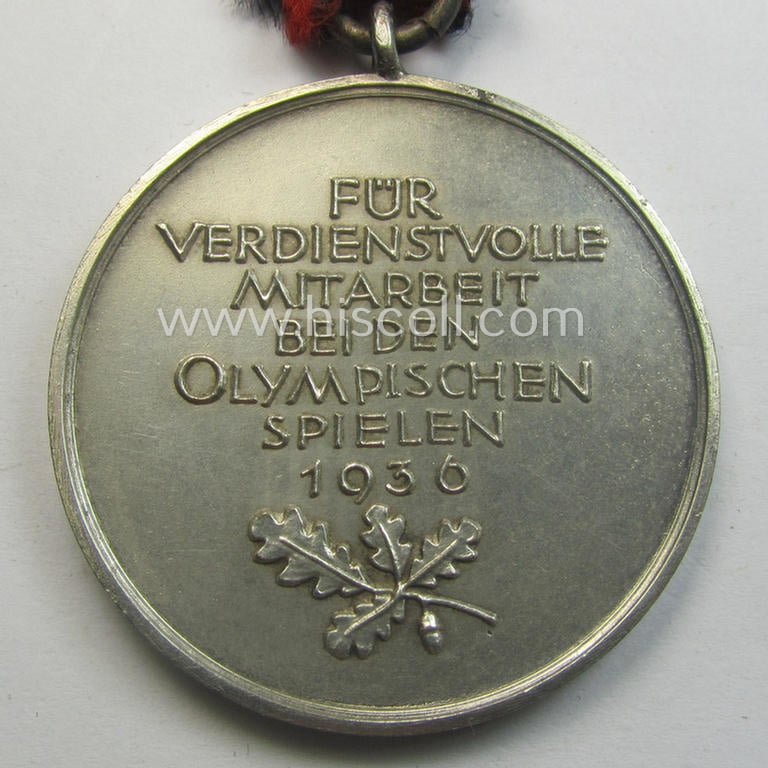 FÜR
VERDIENSTVOLLE
MITARBEIT
www.hiscoll.com
BEI DEN
OLYMPISCHEN
SPIELEN
1936